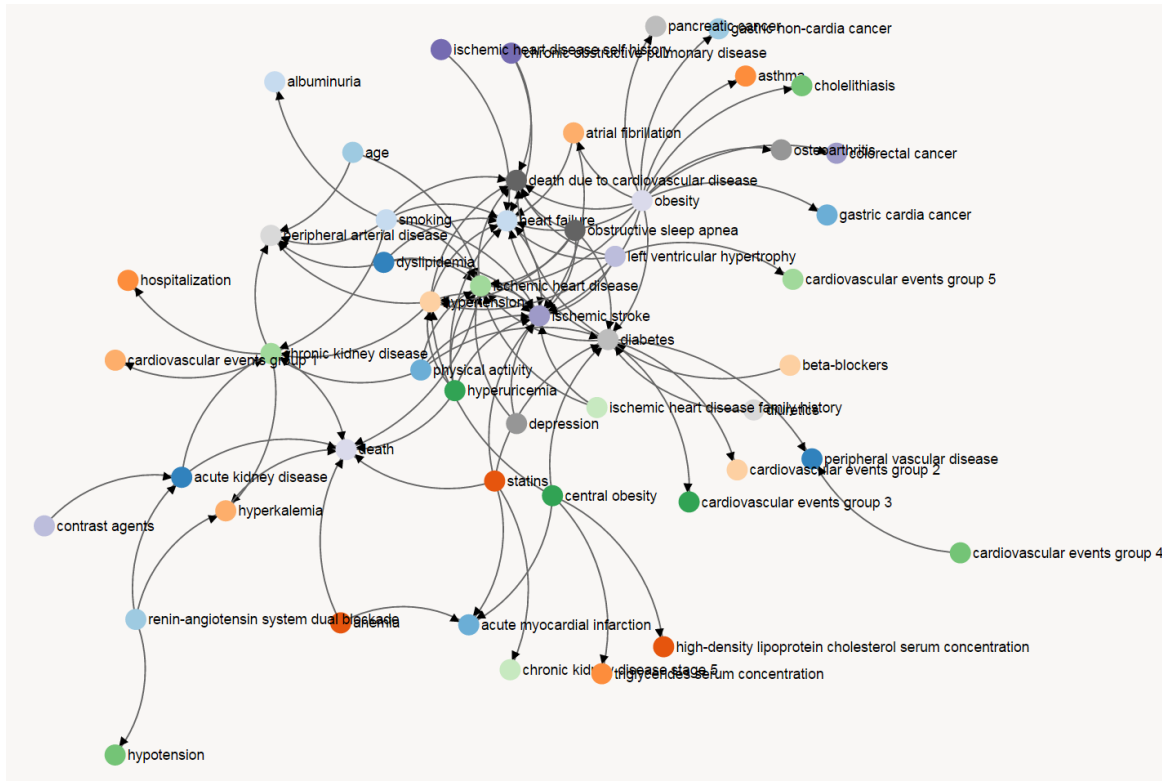 pancreatic cancer
gastric non-cardia cancer
ischemic heart disease self history
chronic obstructive pulmonary disease
asthma
albuminuria
cholelithiasis
atrial fibrillation
age
osteoarthritis
colorectal cancer
death due to cardiovascular disease
obesity
gastric cardia cancer
smoking
heart failure
obstructive sleep apnea
peripheral arterial disease
left ventricular hypertrophy
dyslipidemia
hospitalization
cardiovascular events group 5
ischemic heart disease
hypertension
ischemic stroke
diabetes
chronic kidney disease
cardiovascular events group 1
beta-blockers
physical activity
hyperuricemia
ischemic heart disease family history
diuretics
depression
death
peripheral vascular disease
cardiovascular events group 2
acute kidney disease
statins
central obesity
cardiovascular events group 3
hyperkalemia
contrast agents
cardiovascular events group 4
renin-angiotensin system dual blockade
anemia
acute myocardial infarction
high-density lipoprotein cholesterol serum concentration
chronic kidney disease stage 5
triglycerides serum concentration
hypotension